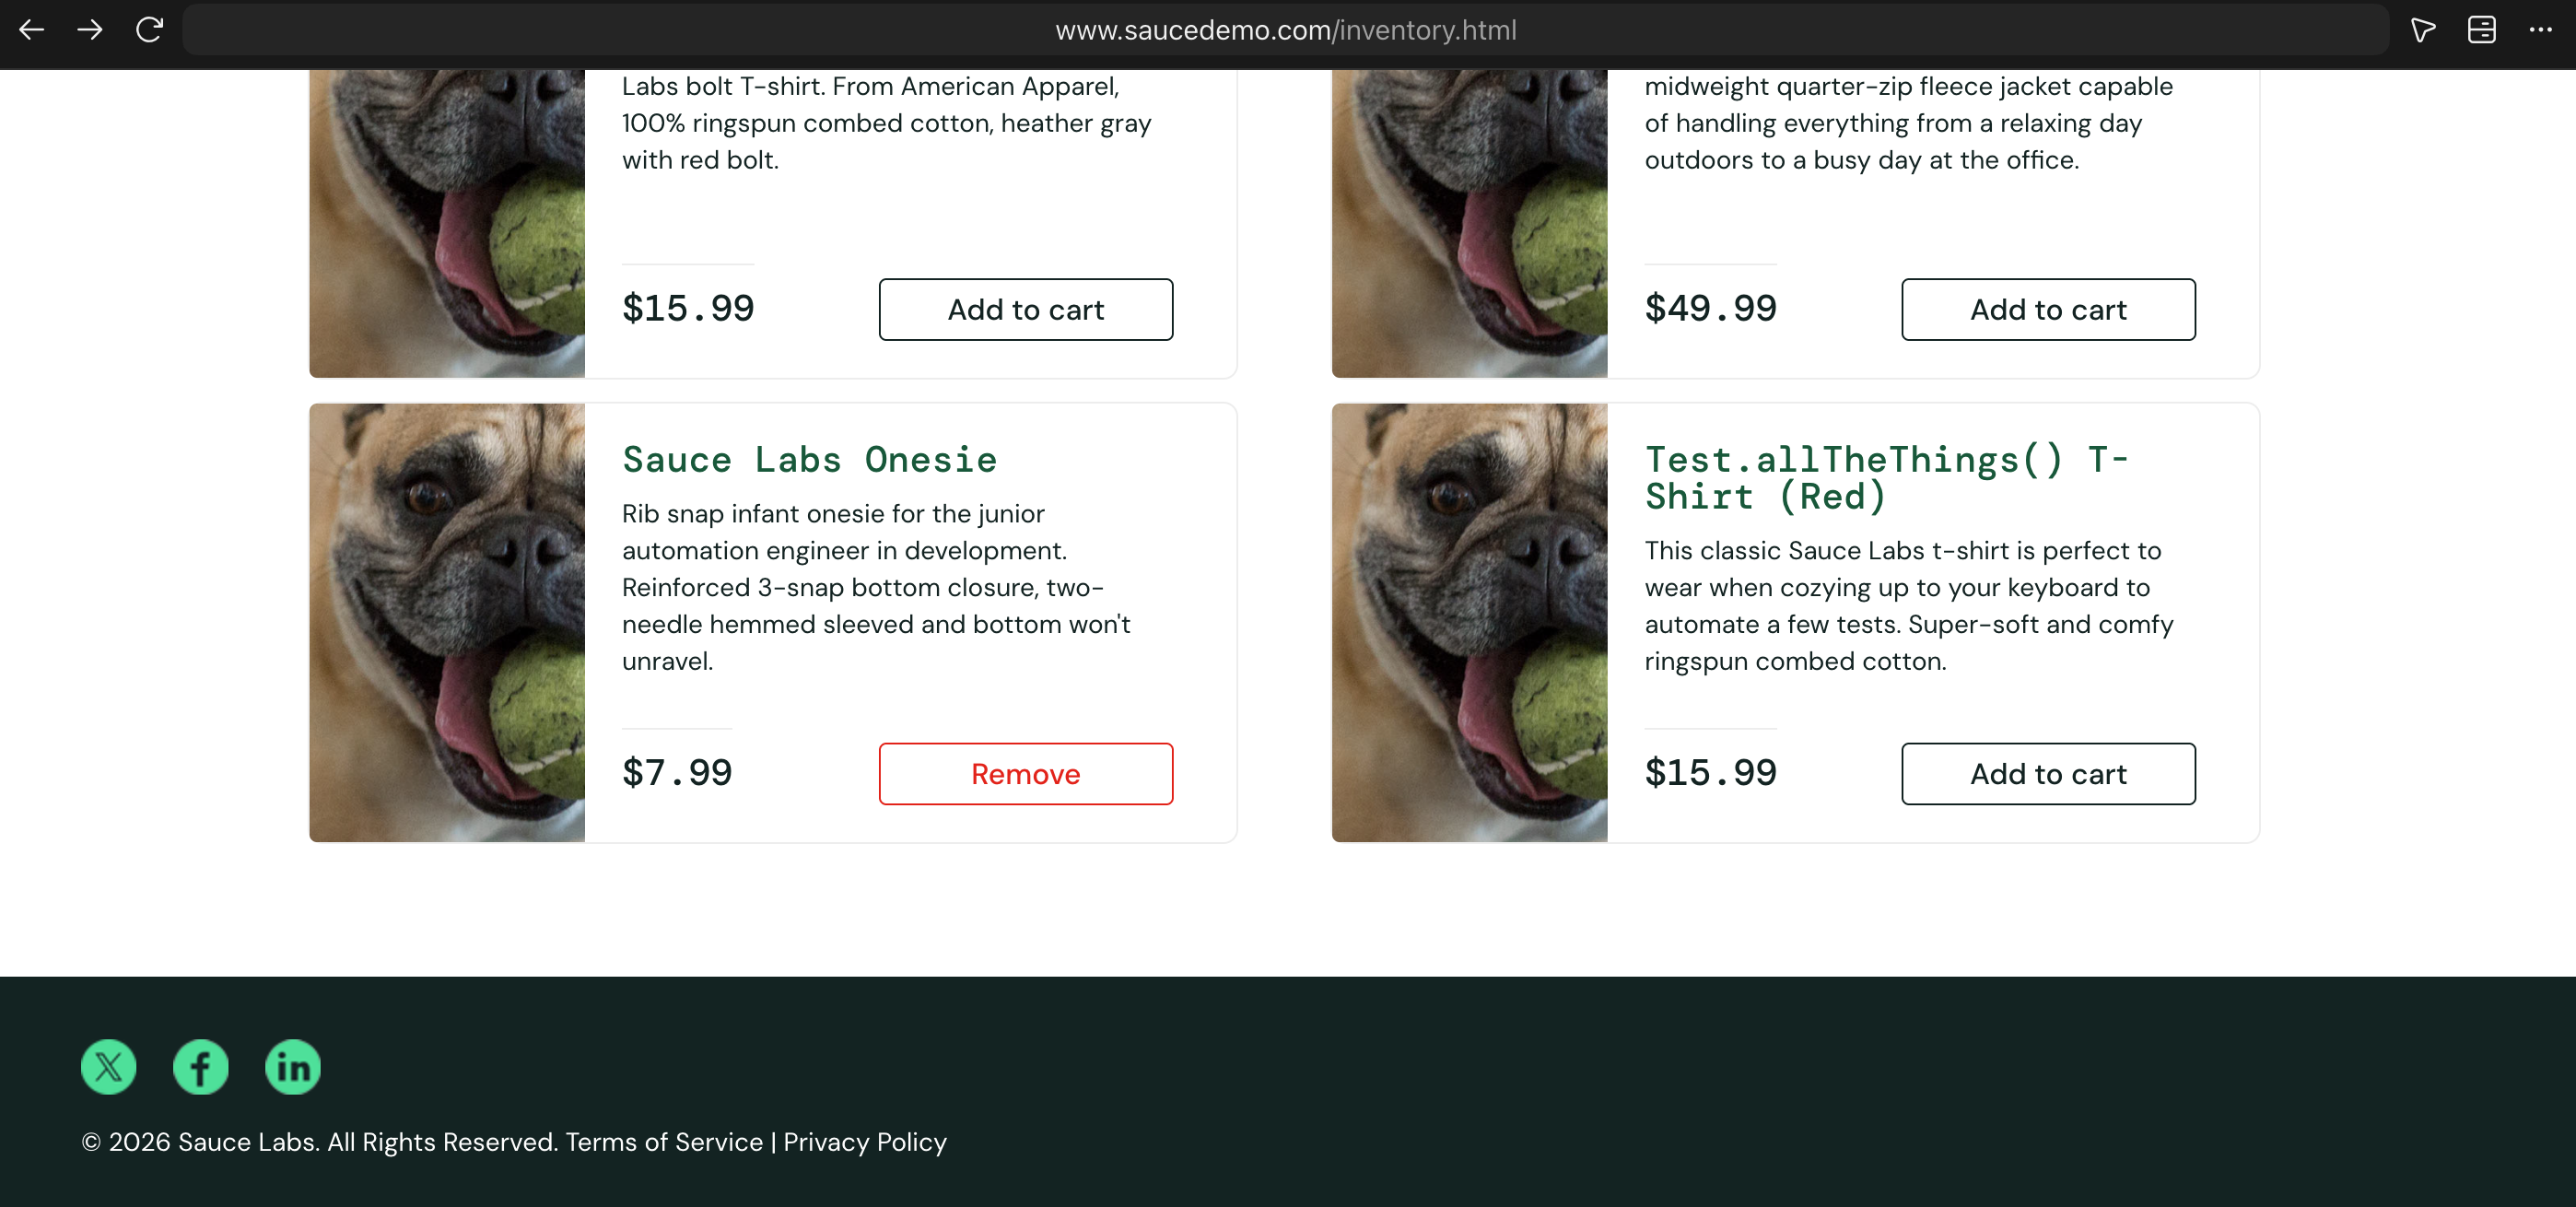 www.saucedemo.com/inventory.html
Labs bolt T-shirt. From American Apparel,
100% ringspun combed cotton, heather gray
with red bolt.
$15.99
Add to cart
midweight quarter-zip fleece jacket capable
of handling everything from a relaxing day
outdoors to a busy day at the office.
$49.99
Add to cart
Sauce Labs Onesie
Rib snap infant onesie for the junior
automation engineer in development.
Reinforced 3-snap bottom closure, two-
needle hemmed sleeved and bottom won't
unravel.
$7.99
Remove
Test.allTheThings() T-
Shirt (Red)
This classic Sauce Labs t-shirt is perfect to
wear when cozying up to your keyboard to
automate a few tests. Super-soft and comfy
ringspun combed cotton.
$15.99
Add to cart
© 2026 Sauce Labs. All Rights Reserved. Terms of Service | Privacy Policy